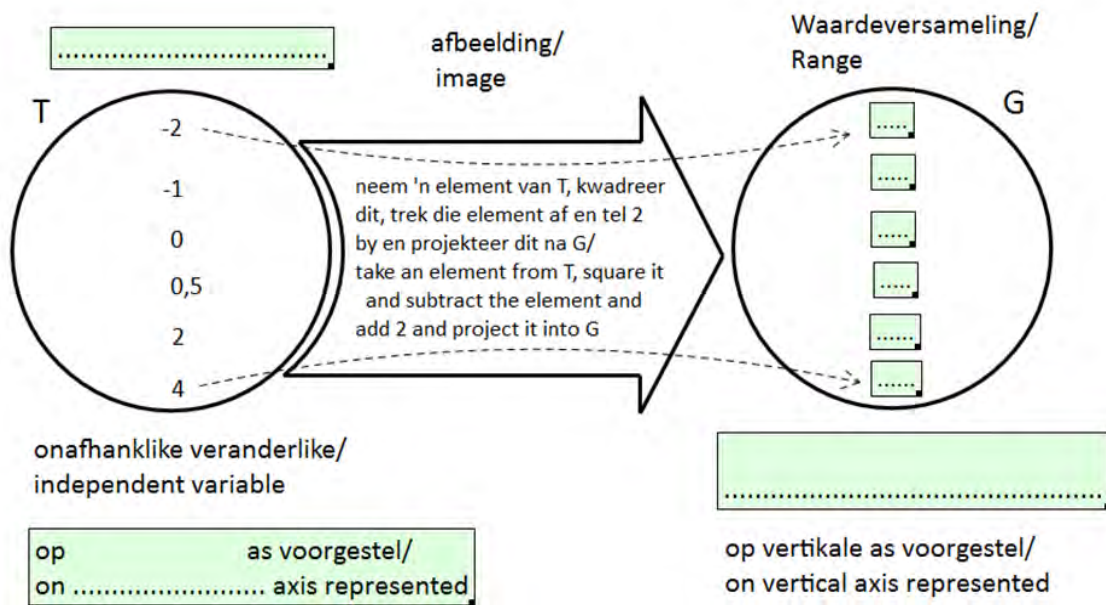 ....................................
afbeelding/
image
Waardeversameling/
Range
T
G
-2
-1
0
0,5
2
4
neem 'n element van T, kwadreer
dit, trek die element af en tel 2
by en projekteer dit na G/
take an element from T, square it
and subtract the element and
add 2 and project it into G
.....
.....
.....
.....
......
......
onafhanklike veranderlike/
independent variable
..................................................
op as voorgestel/
on ......................... axis represented
op vertikale as voorgestel/
on vertical axis represented